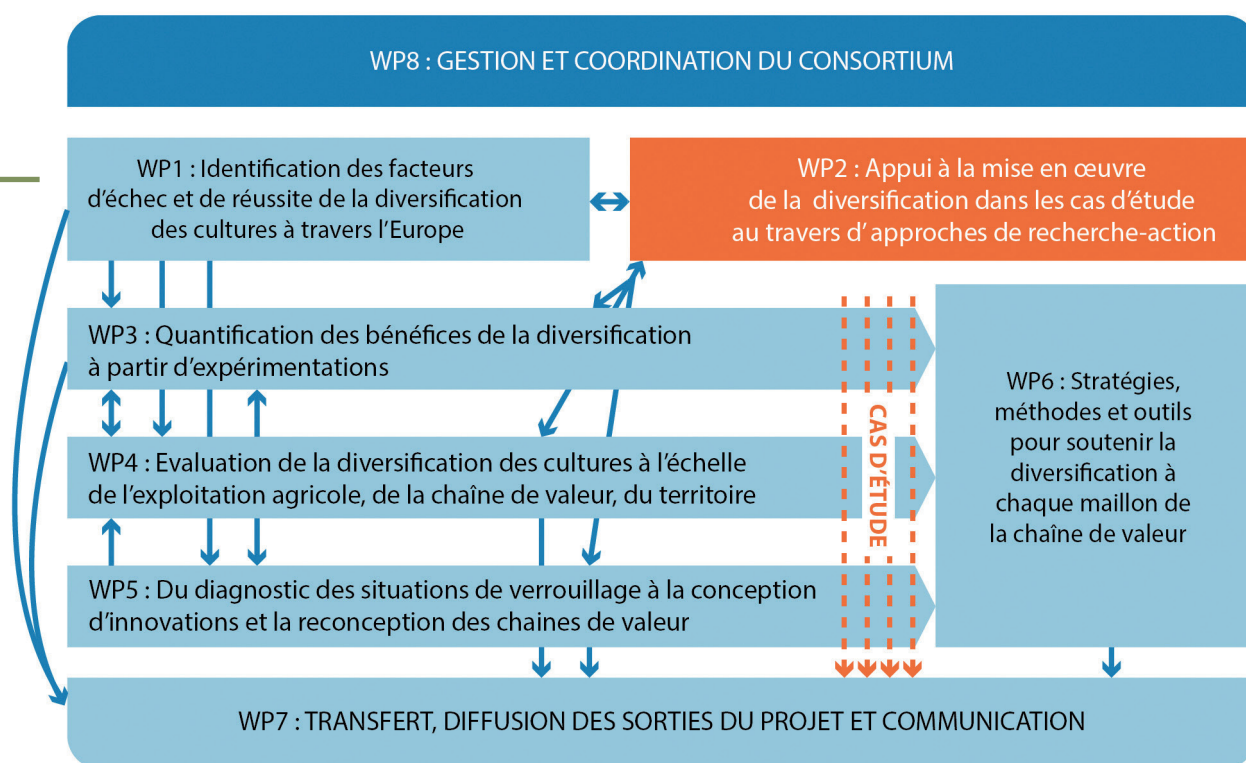 WP8 : GESTION ET COORDINATION DU CONSORTIUM
WP1 : Identification des facteurs
d’échec et de réussite de la diversification
des cultures à travers l’Europe
WP2 : Appui à la mise en œuvre
de la diversification dans les cas d’étude
au travers d’ approches de recherche-action
WP3 : Quantification des bénéfices de la diversification
à partir d’expérimentations
WP4 : Evaluation de la diversification des cultures à l’échelle
de l’exploitation agricole, de la chaîne de valeur, du territoire
WP5 : Du diagnostic des situations de verrouillage à la conception
d’innovations et la reconception des chaines de valeur
CAS D’ÉTUDE
WP6 : Stratégies,
méthodes et outils
pour soutenir la
diversification à
chaque maillon de
la chaîne de valeur
WP7 : TRANSFERT, DIFFUSION DES SORTIES DU PROJET ET COMMUNICATION